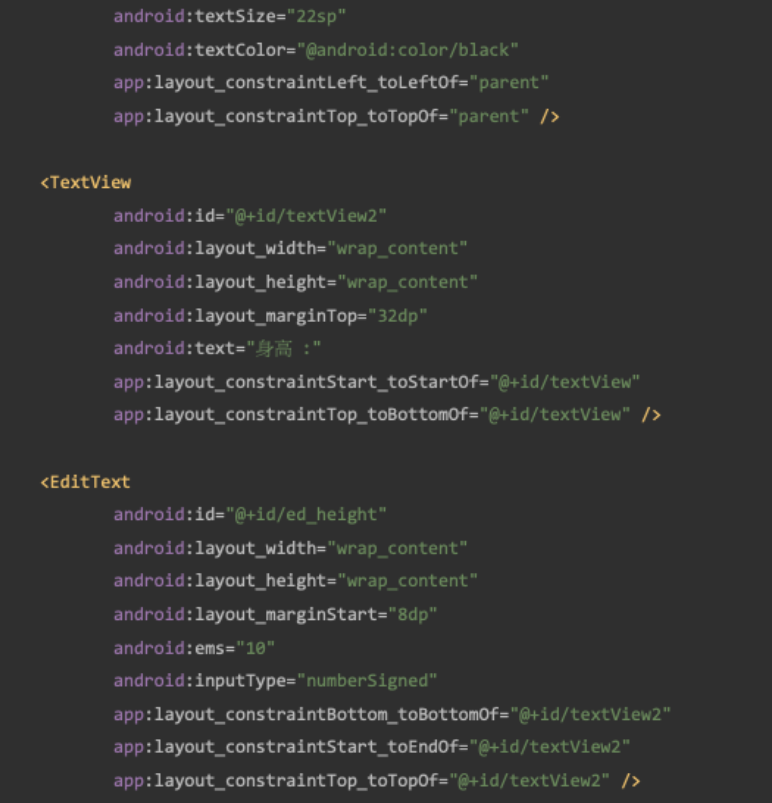 android:textSize="22sp"
android:textColor="@android:color/black"
app:layout_constraintLeft_toLeftOf="parent"
app:layout_constraintTop_toTopOf="parent" />
<TextView
android:id="@+id/textView2"
android:layout_width="wrap_content"
android:layout_height="wrap_content"
android:layout_marginTop="32dp"
android:text="身高 :"
app:layout_constraintStart_toStartOf="@+id/textView"
app:layout_constraintTop_toBottomOf="@+id/textView" />
<EditText
android:id="@+id/ed_height"
android:layout_width="wrap_content"
android:layout_height="wrap_content"
android:layout_marginStart="8dp"
android:ems="10"
android:inputType="numberSigned"
app:layout_constraintBottom_toBottomOf="@+id/textView2"
app:layout_constraintStart_toEndOf="@+id/textView2"
app:layout_constraintTop_toTopOf="@+id/textView2" />